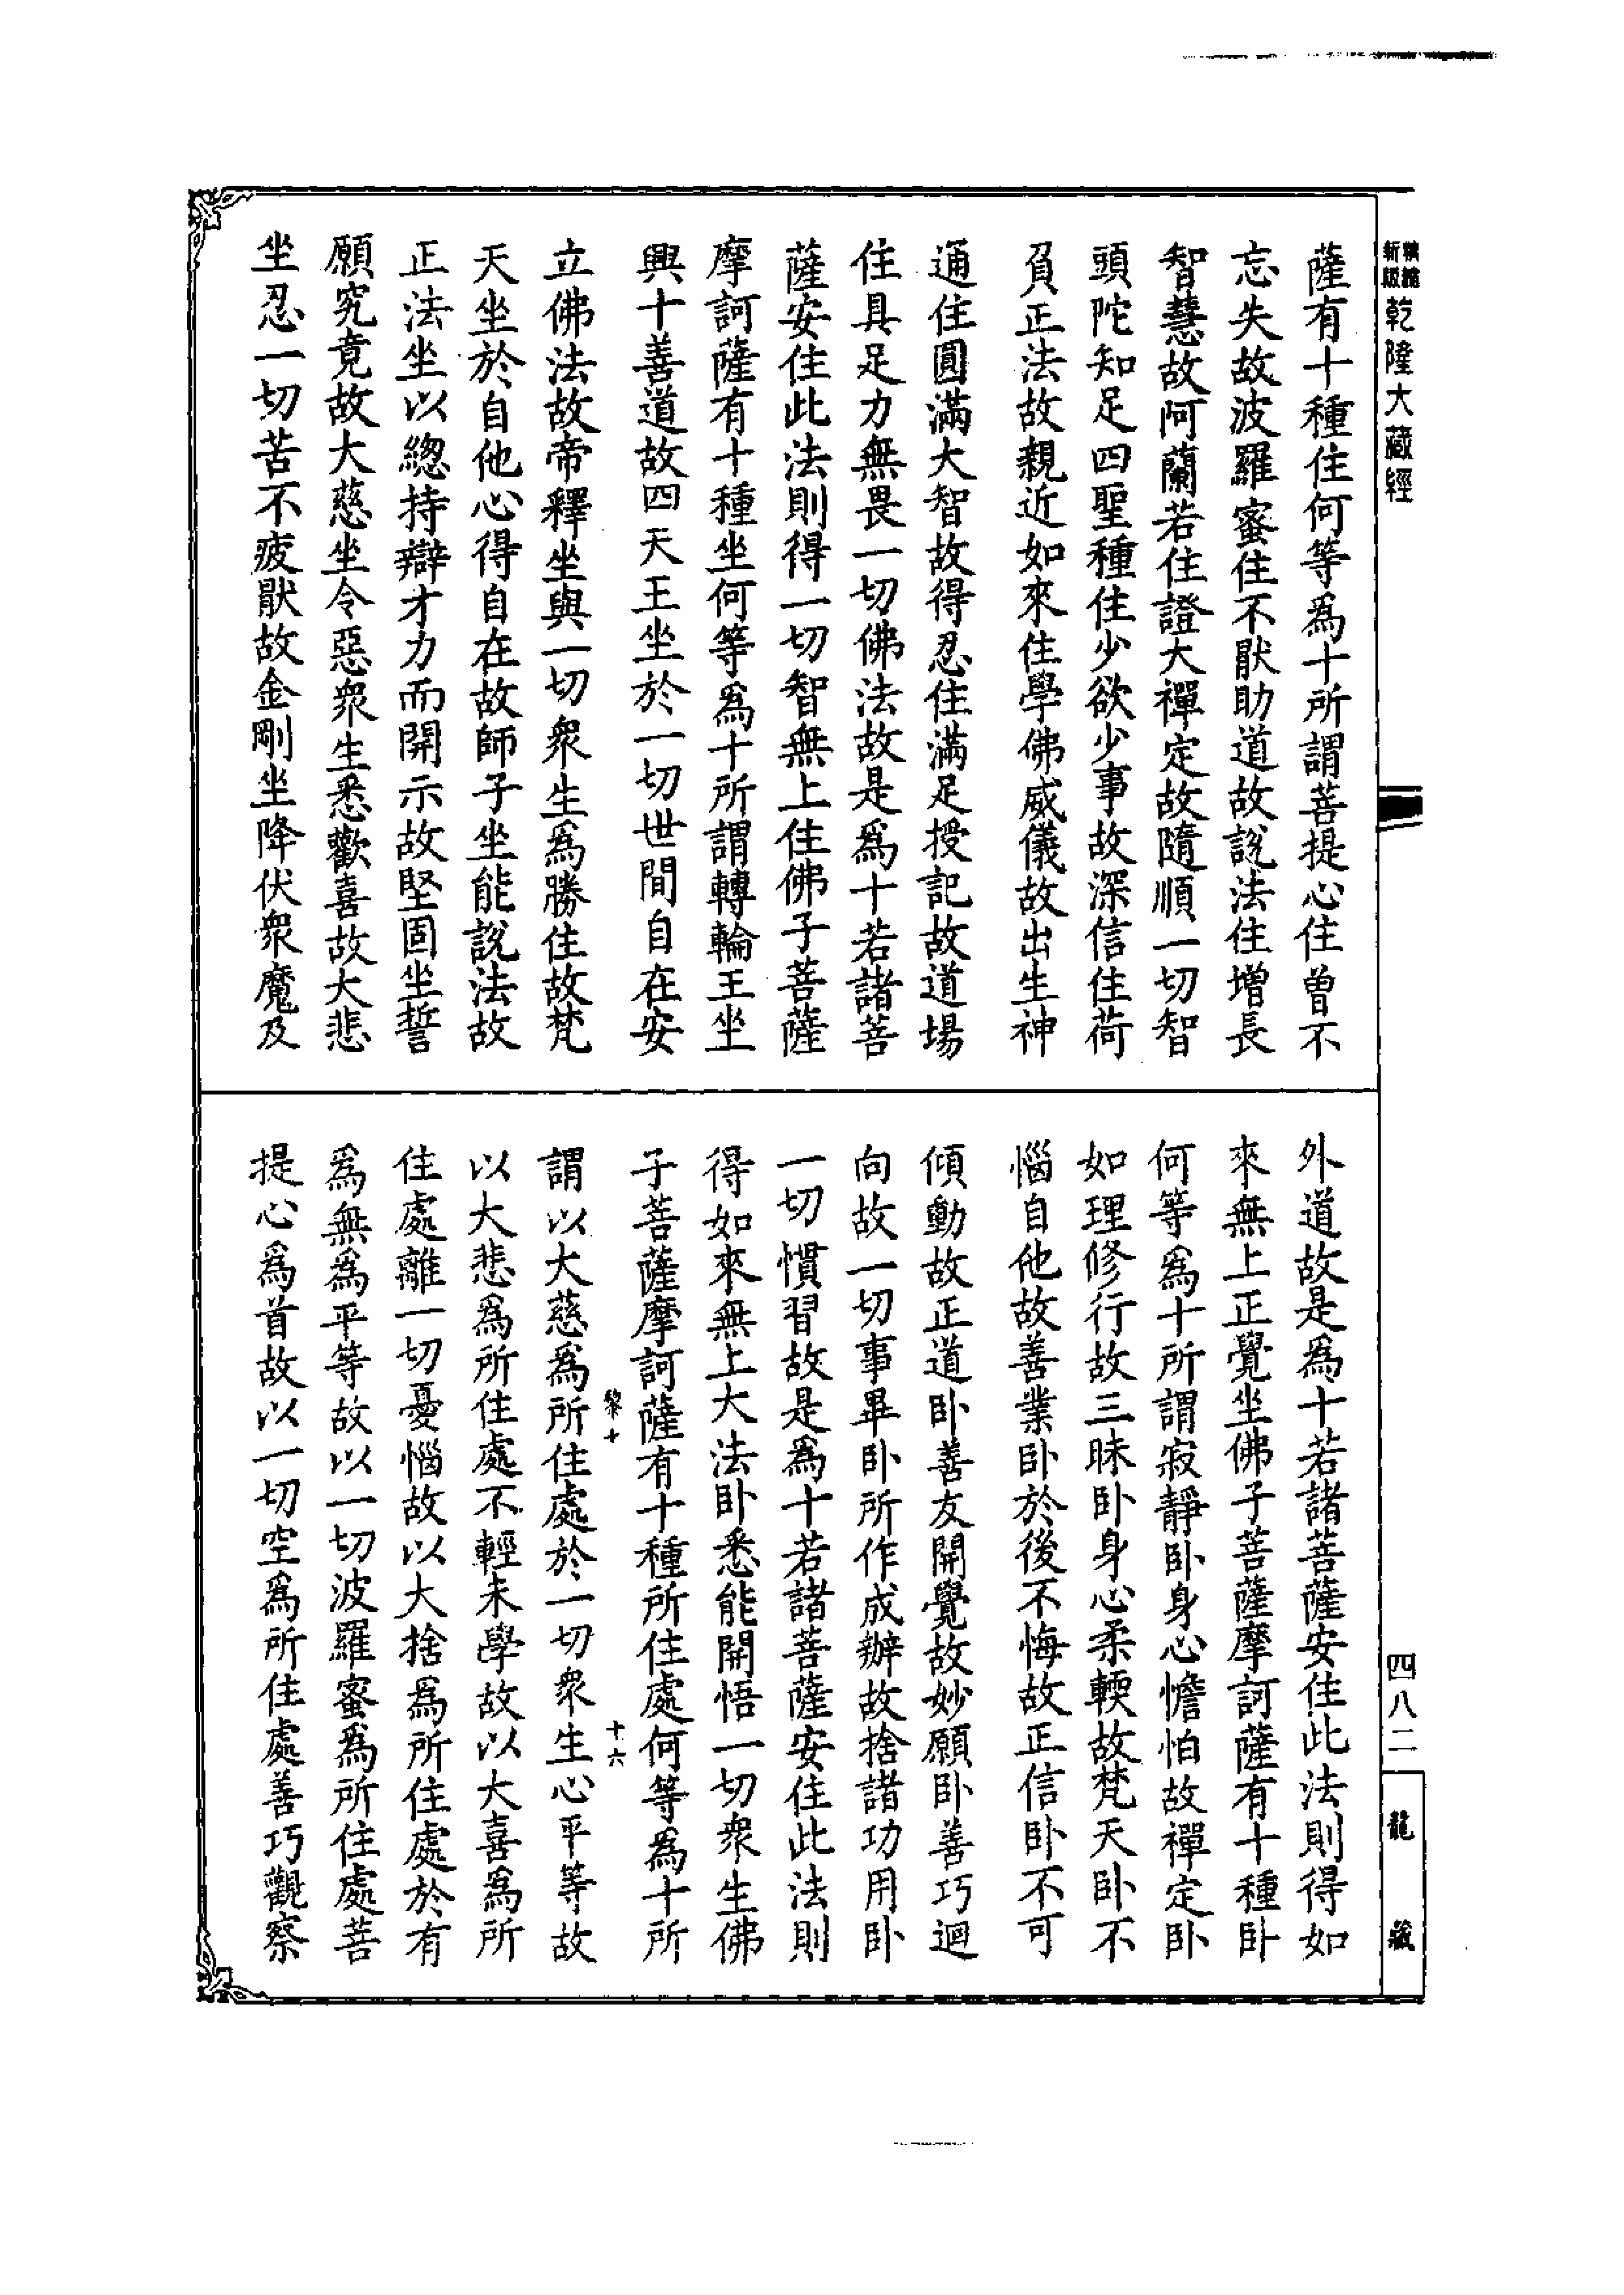 精縮新版乾隆大藏經
薩有十種住何等爲十所謂菩提心住曾不
忘失故波羅蜜住不厭助道故說法住增長
智慧故阿蘭若住證大禪定故隨順一切智
頭陀知足四聖種住少欲少事故深信住荷
負正法故親近如來住學佛威儀故出生神
通住圓滿大智故得忍住滿足授記故道場
住具足力無畏一切佛法故是爲十若諸菩
薩安住此法則得一切智無上住佛子菩薩
摩訶薩有十種坐何等爲十所謂轉輪王坐
興十善道故四天王坐於一切世間自在安
立佛法故帝釋坐與一切衆生爲勝住故梵
天坐於自他心得自在故師子坐能說法故
正法坐以總持辯才力而開示故堅固坐誓
願究竟故大慈坐令惡衆生悉歡喜故大悲
坐忍一切苦不疲厭故金剛坐降伏衆魔及
外道故是爲十若諸菩薩安住此法則得如
來無上正覺坐佛子菩薩摩訶薩有十種臥
何等爲十所謂寂靜臥身心憺怕故禪定臥
如理修行故三昧臥身心柔輭故梵天臥不
惱自他故善業臥於後不悔故正信臥不可
傾動故正道臥善友開覺故妙願臥善巧迴
向故一切事畢臥所作成辦故捨諸功用臥
一切慣習故是爲十若諸菩薩安住此法則
得如來無上大法臥悉能開悟一切衆生佛
子菩薩摩訶薩有十種所住處何等爲十所
黎十 十六
謂以大慈爲所住處於一切衆生心平等故
以大悲爲所住處不輕未學故以大喜爲所
住處離一切憂惱故以大捨爲所住處於有
爲無爲平等故以一切波羅蜜爲所住處菩
提心爲首故以一切空爲所住處善巧觀察
四八二
龍藏